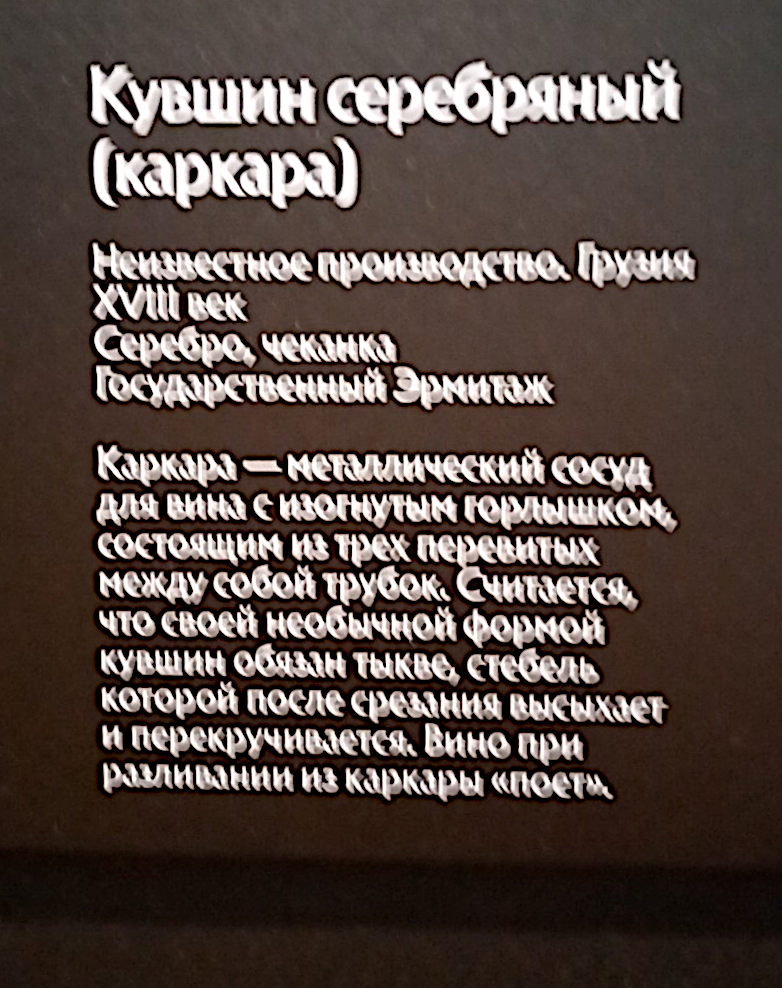 Кувшин серебряный
(каркара)
Неизвестное производство. Грузия
XVIII век
Серебро, чеканка
Государственный Эрмитаж
Каркара — металлический сосуд
для вина с изогнутым горлышком,
состоящим из трех перевитых
между собой трубок. Считается,
что своей необычной формой
кувшин обязан тыкве, стебель
которой после срезания высыхает
и перекручивается. Вино при
разливании из каркары «поет».